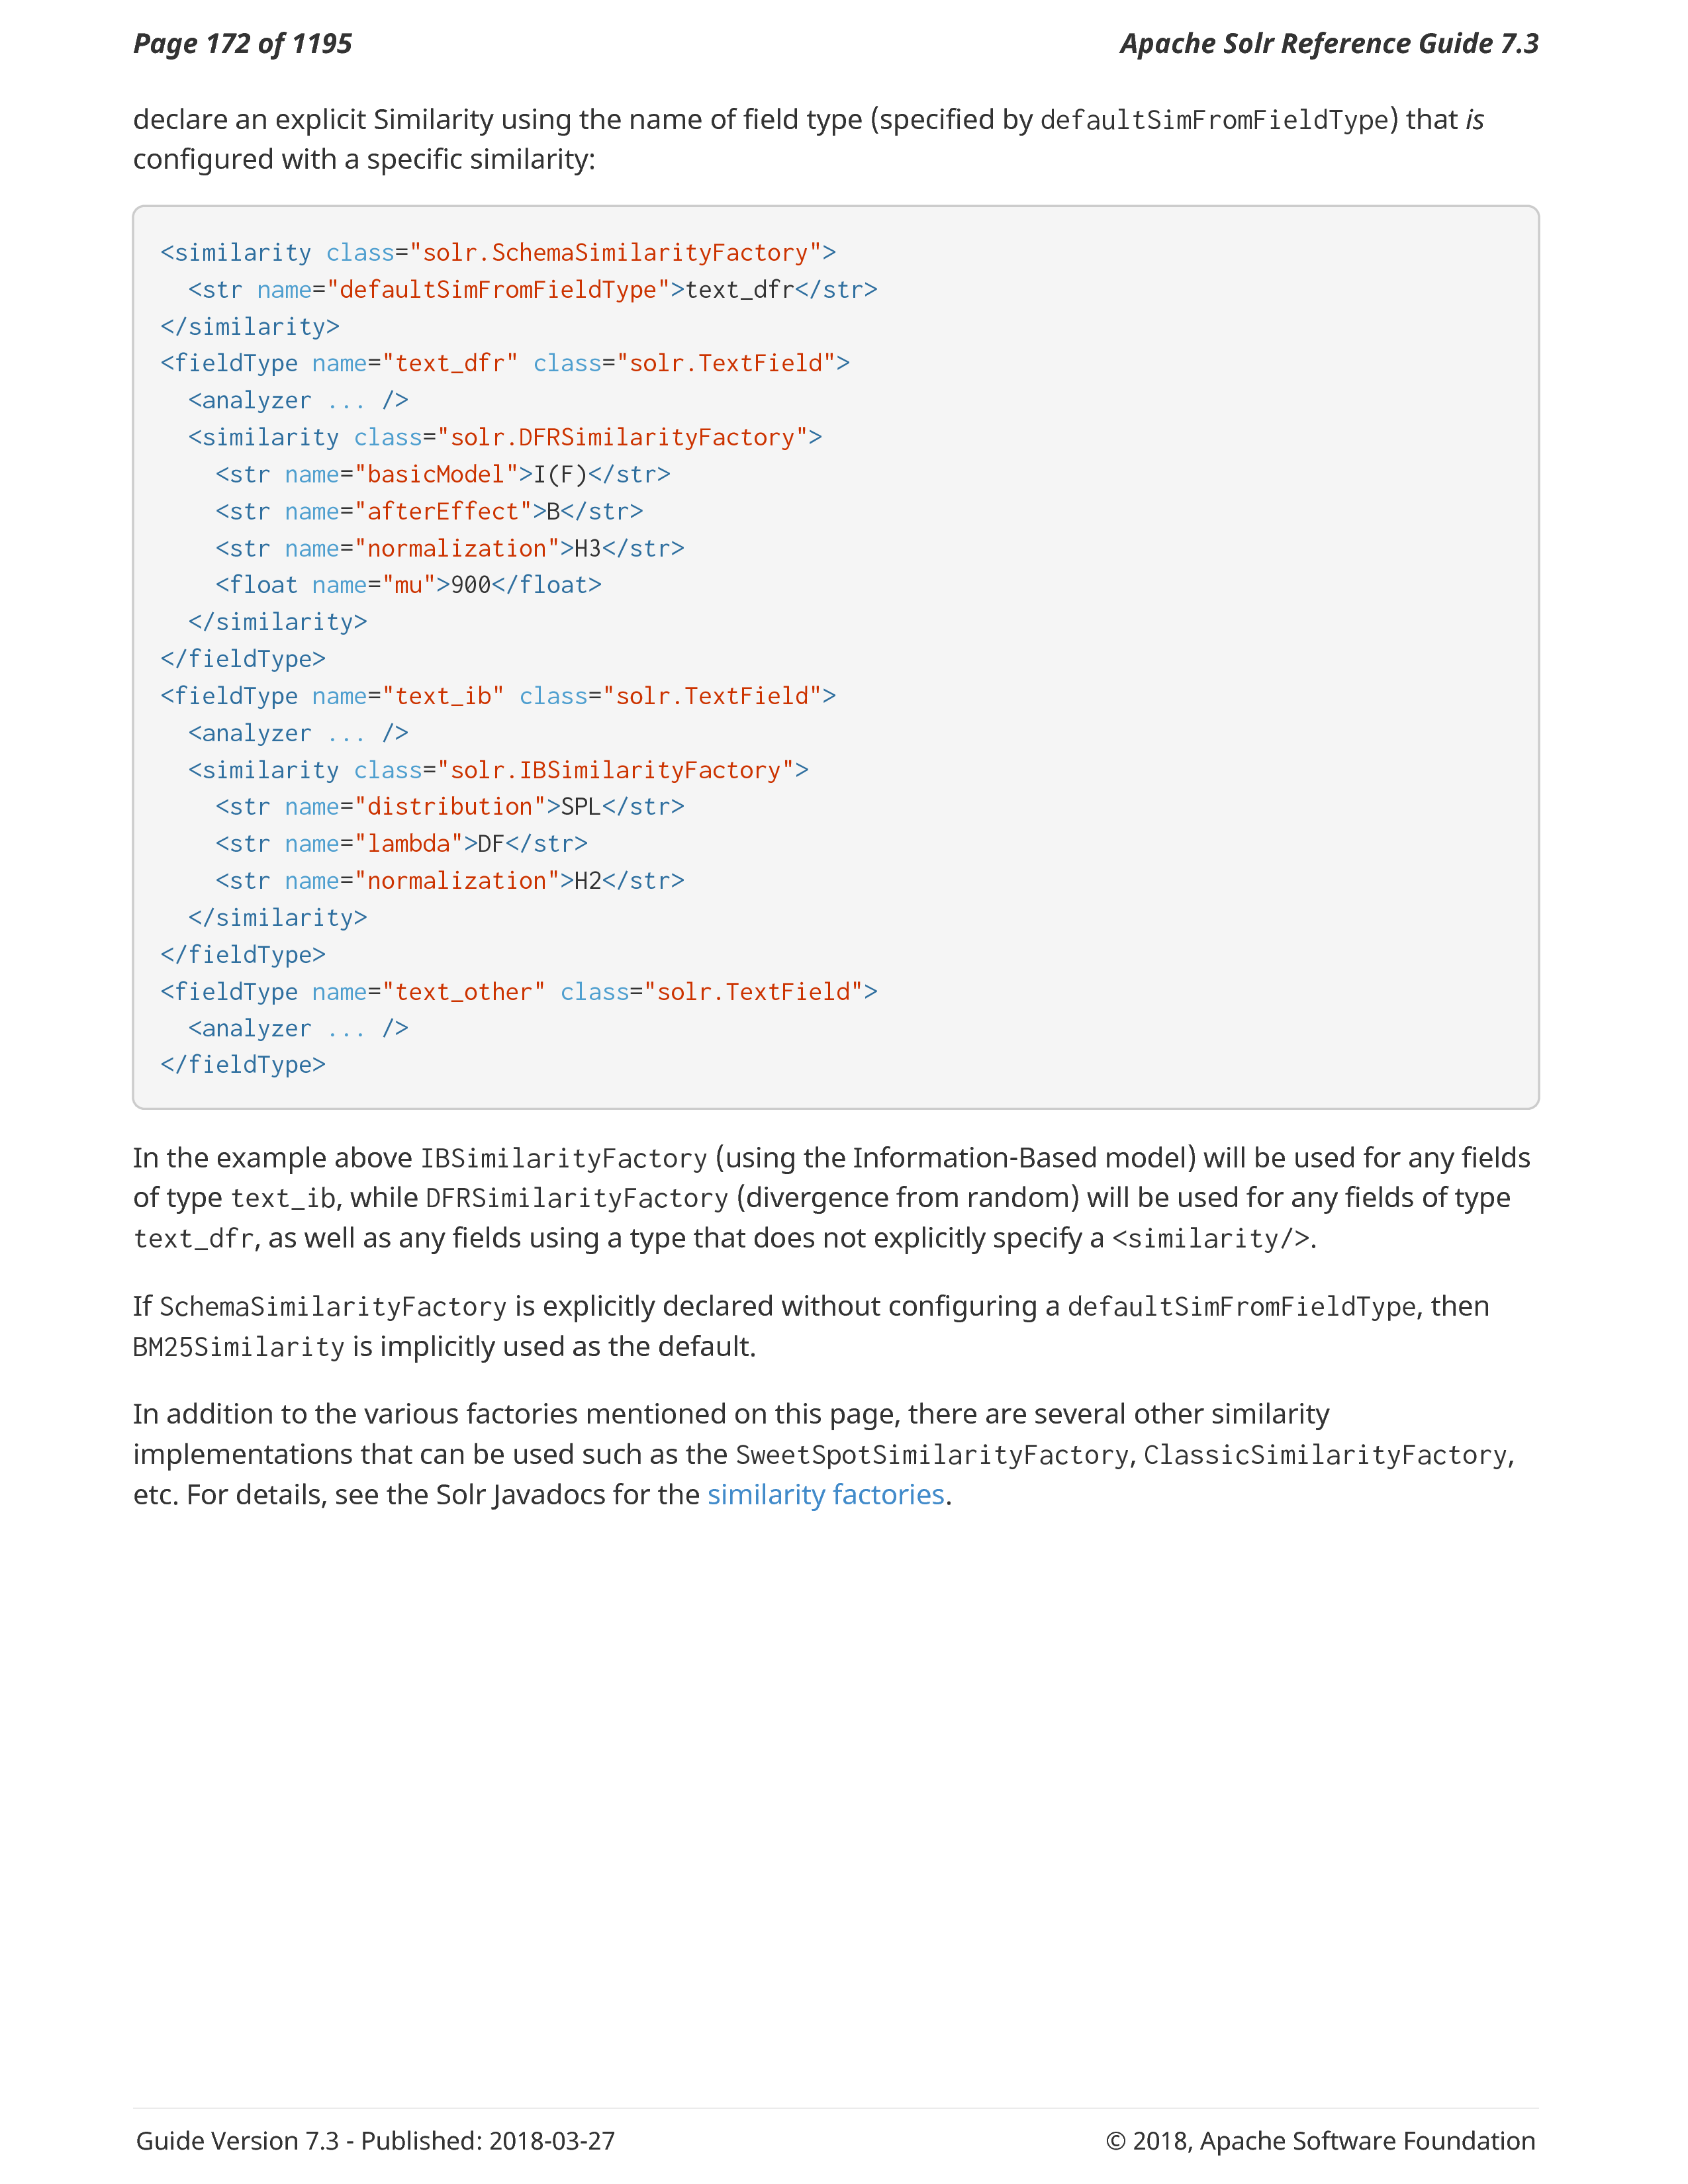 Page 172 of 1195
Apache Solr Reference Guide 7.3
declare an explicit Similarity using the name of field type (specified by defaultSimFromFieldType) that is
configured with a specific similarity:
<similarity class="solr.SchemaSimilarityFactory">
  <str name="defaultSimFromFieldType">text_dfr</str>
</similarity>
<fieldType name="text_dfr" class="solr.TextField">
  <analyzer ... />
  <similarity class="solr.DFRSimilarityFactory">
    <str name="basicModel">I(F)</str>
    <str name="afterEffect">B</str>
    <str name="normalization">H3</str>
    <float name="mu">900</float>
  </similarity>
</fieldType>
<fieldType name="text_ib" class="solr.TextField">
  <analyzer ... />
  <similarity class="solr.IBSimilarityFactory">
    <str name="distribution">SPL</str>
    <str name="lambda">DF</str>
    <str name="normalization">H2</str>
  </similarity>
</fieldType>
<fieldType name="text_other" class="solr.TextField">
  <analyzer ... />
</fieldType>
In the example above IBSimilarityFactory (using the Information-Based model) will be used for any fields
of type text_ib, while DFRSimilarityFactory (divergence from random) will be used for any fields of type
text_dfr, as well as any fields using a type that does not explicitly specify a <similarity/>.
If SchemaSimilarityFactory is explicitly declared without configuring a defaultSimFromFieldType, then
BM25Similarity is implicitly used as the default.
In addition to the various factories mentioned on this page, there are several other similarity
implementations that can be used such as the SweetSpotSimilarityFactory, ClassicSimilarityFactory,
etc. For details, see the Solr Javadocs for the similarity factories.
Guide Version 7.3 - Published: 2018-03-27
© 2018, Apache Software Foundation